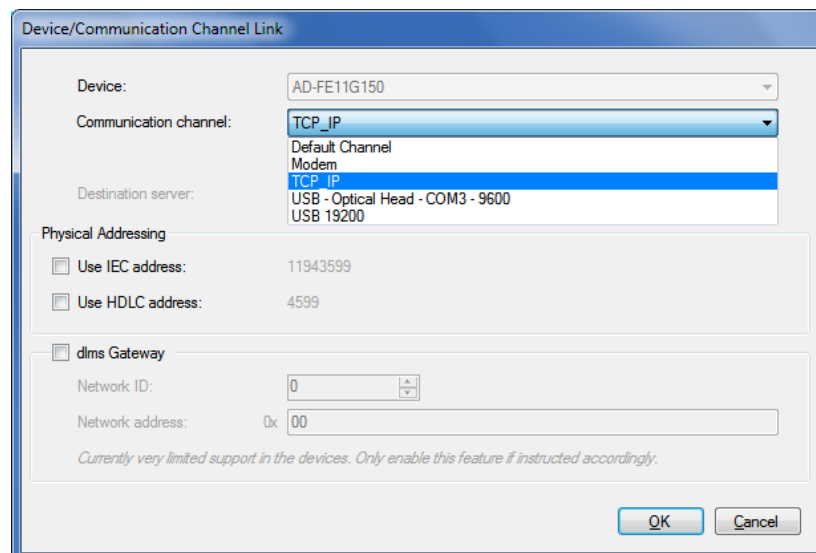 Device/Communication Channel Link
Device: AD-FE11G150
Communication channel: TCP_IP
Default Channel
Modem
TCP_IP
Destination server: USB - Optical Head - COM3 - 9600
USB 19200
Physical Addressing
Use IEC address: 11943599
Use HDLC address: 4599
dlms Gateway
Network ID: 0
Network address: 0x 00
Currently very limited support in the devices. Only enable this feature if instructed accordingly.
OK Cancel